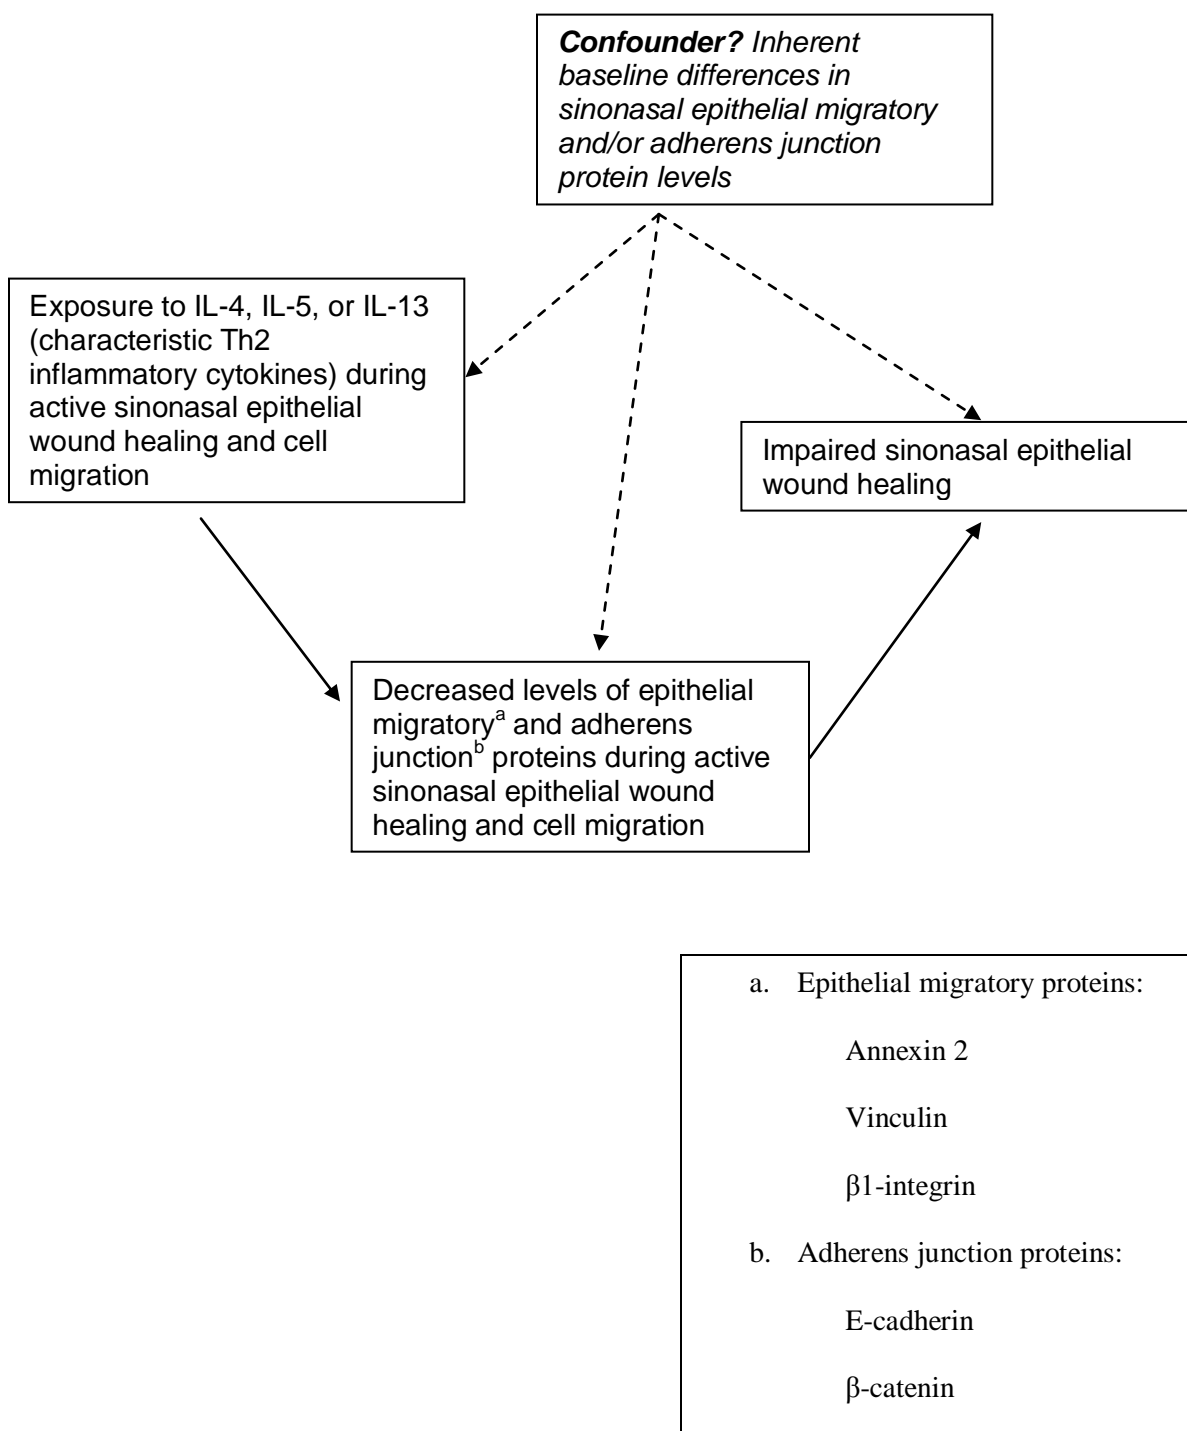 Confounder? Inherent
baseline differences in
sinonasal epithelial migratory
and/or adherens junction
protein levels
Exposure to IL-4, IL-5, or IL-13
(characteristic Th2
inflammatory cytokines) during
active sinonasal epithelial
wound healing and cell
migration
Impaired sinonasal epithelial
wound healing
Decreased levels of epithelial
migratoryᵃ and adherens
junctionᵇ proteins during active
sinonasal epithelial wound
healing and cell migration
a. Epithelial migratory proteins:
Annexin 2
Vinculin
β1-integrin
b. Adherens junction proteins:
E-cadherin
β-catenin